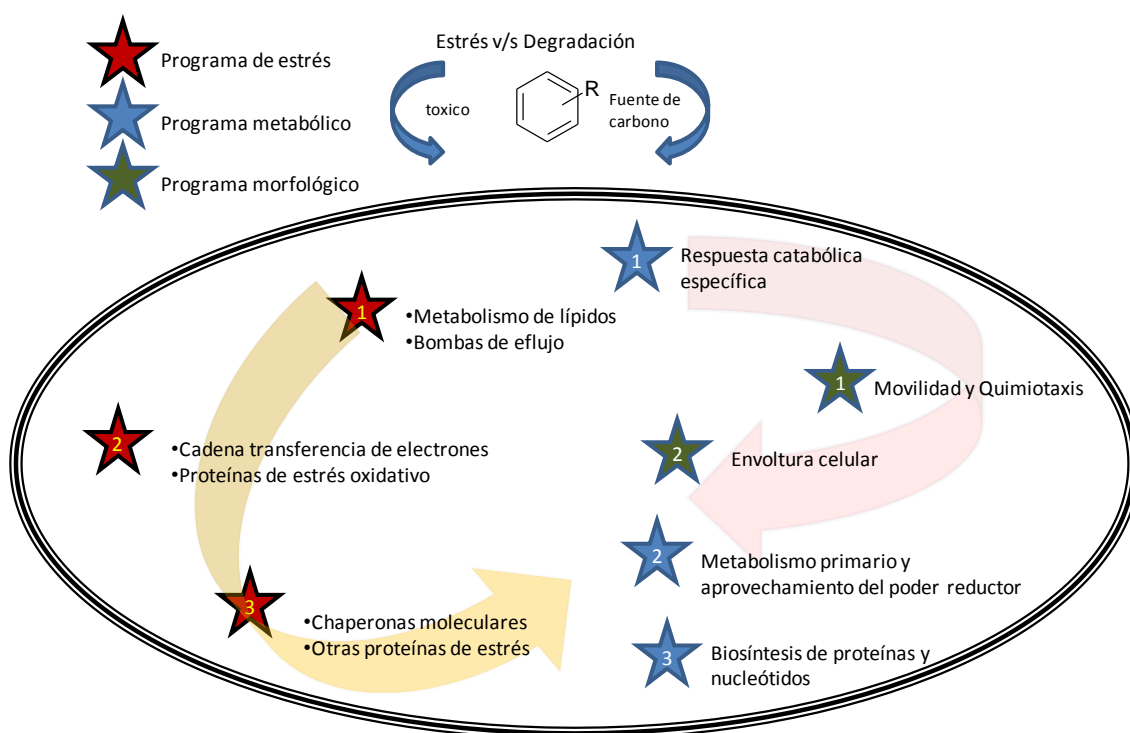 Estrés v/s Degradación
Programa de estrés
Programa metabólico
Programa morfológico
toxico
R
Fuente de
carbono
1
Respuesta catabólica
específica
1
•Metabolismo de lípidos
•Bombas de eflujo
1
Movilidad y Quimiotaxis
2
•Cadena transferencia de electrones
•Proteínas de estrés oxidativo
2
Envoltura celular
2
Metabolismo primario y
aprovechamiento del poder reductor
3
•Chaperonas moleculares
•Otras proteínas de estrés
3
Biosíntesis de proteínas y
nucleótidos